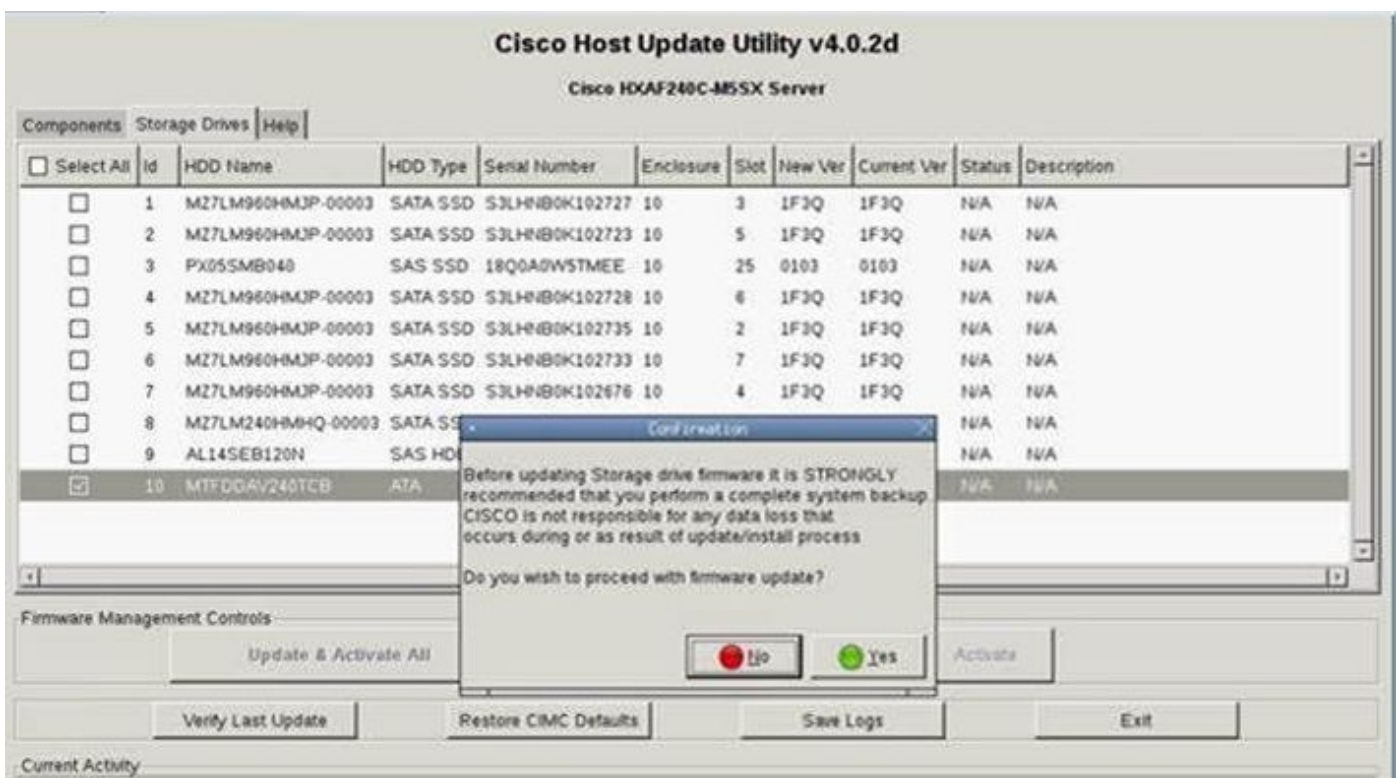 Cisco Host Update Utility v4.0.2d
Cisco HXAF240C-M5SX Server
Components Storage Drives Help
Select All Id HDD Name HDD Type Serial Number Enclosure Slot New Ver Current Ver Status Description
1 MZ7LM960HMJP-00003 SATA SSD S3LHNB0K102727 10 3 1F3Q 1F3Q N/A N/A
2 MZ7LM960HMJP-00003 SATA SSD S3LHNB0K102723 10 5 1F3Q 1F3Q N/A N/A
3 PX05SMB040 SAS SSD 18Q0A0W5TMEE 10 25 0103 0103 N/A N/A
4 MZ7LM960HMJP-00003 SATA SSD S3LHNB0K102728 10 6 1F3Q 1F3Q N/A N/A
5 MZ7LM960HMJP-00003 SATA SSD S3LHNB0K102735 10 2 1F3Q 1F3Q N/A N/A
6 MZ7LM960HMJP-00003 SATA SSD S3LHNB0K102733 10 7 1F3Q 1F3Q N/A N/A
7 MZ7LM960HMJP-00003 SATA SSD S3LHNB0K102676 10 4 1F3Q 1F3Q N/A N/A
8 MZ7LM240HMHQ-00003 SATA SS N/A N/A
9 AL14SEB120N SAS HD N/A N/A
10 MTFDDAV240TCB ATA N/A N/A
Confirmation
Before updating Storage drive firmware it is STRONGLY
recommended that you perform a complete system backup
CISCO is not responsible for any data loss that
occurs during or as result of update/install process
Do you wish to proceed with firmware update?
No Yes
Firmware Management Controls
Update & Activate All Activate
Verify Last Update Restore CIMC Defaults Save Logs Exit
Current Activity